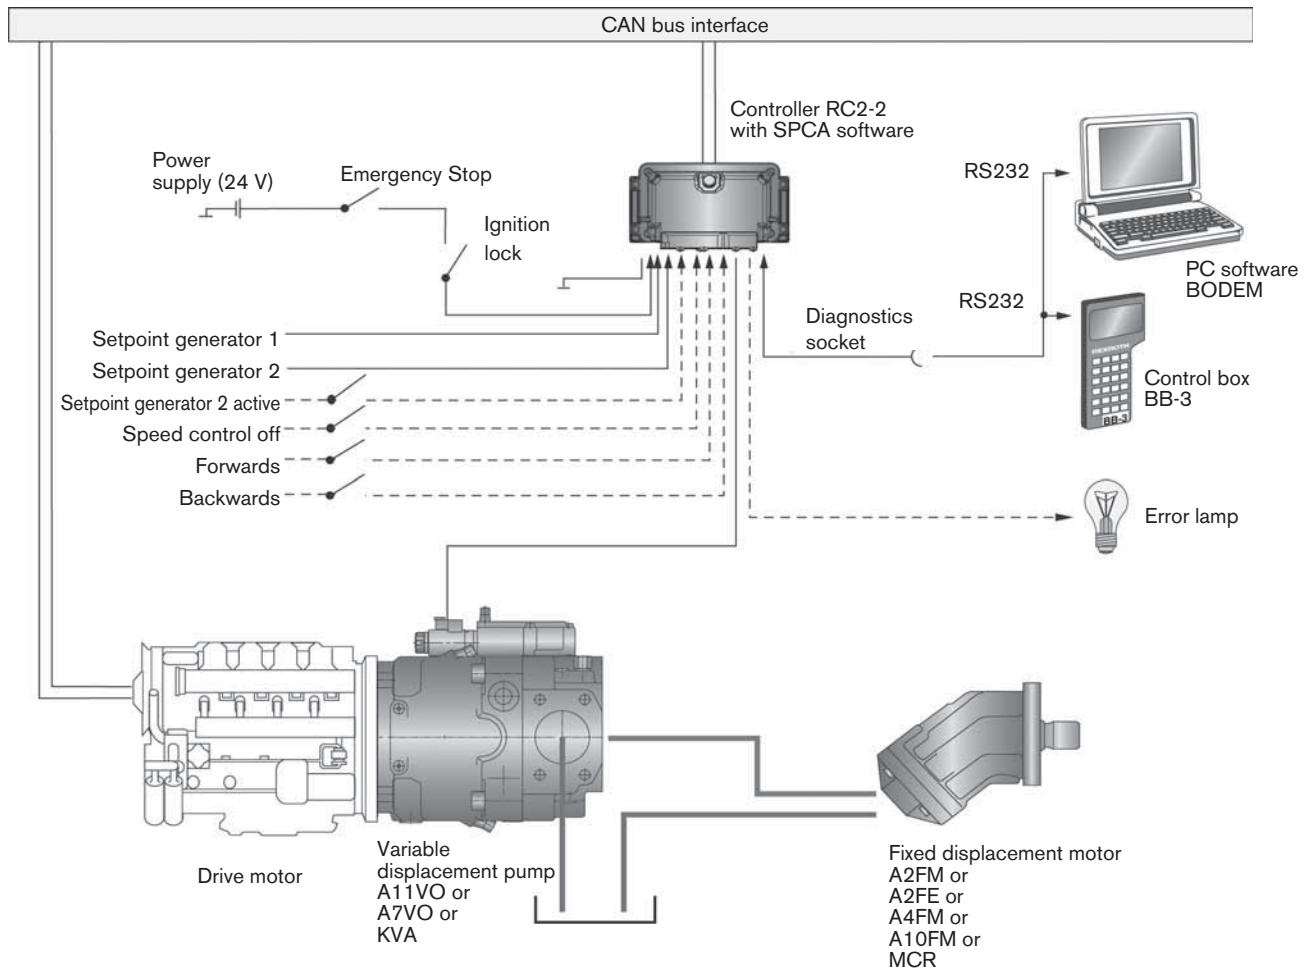 CAN bus interface
Controller RC2-2
with SPCA software
Power
supply (24 V)
Emergency Stop
Ignition
lock
RS232
PC software
BODEM
RS232
Diagnostics
socket
REXROTH
BB-3
Control box
BB-3
Setpoint generator 1
Setpoint generator 2
Setpoint generator 2 active
Speed control off
Forwards
Backwards
Error lamp
Drive motor
Variable
displacement pump
A11VO or
A7VO or
KVA
Fixed displacement motor
A2FM or
A2FE or
A4FM or
A10FM or
MCR